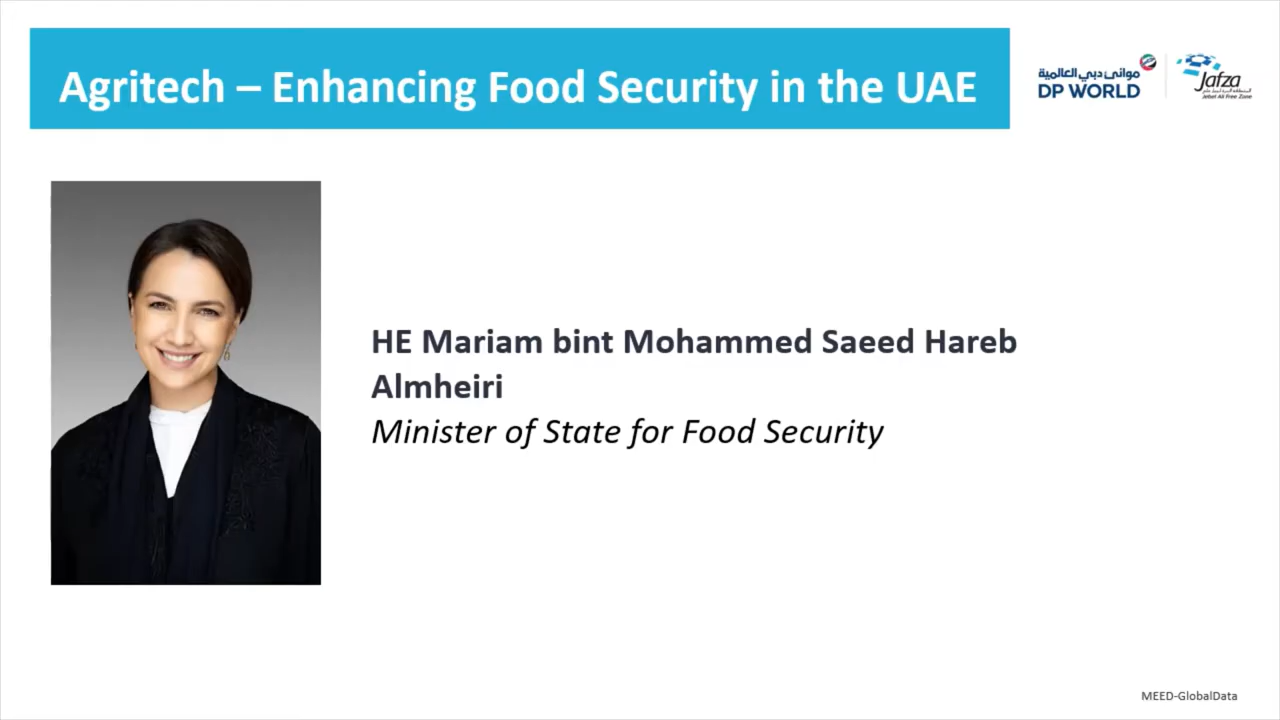 Agritech – Enhancing Food Security in the UAE
موانئ دبي العالمية
DP WORLD
Jafza
Jebel Ali Free Zone
HE Mariam bint Mohammed Saeed Hareb
Almheiri
Minister of State for Food Security
MEED-GlobalData